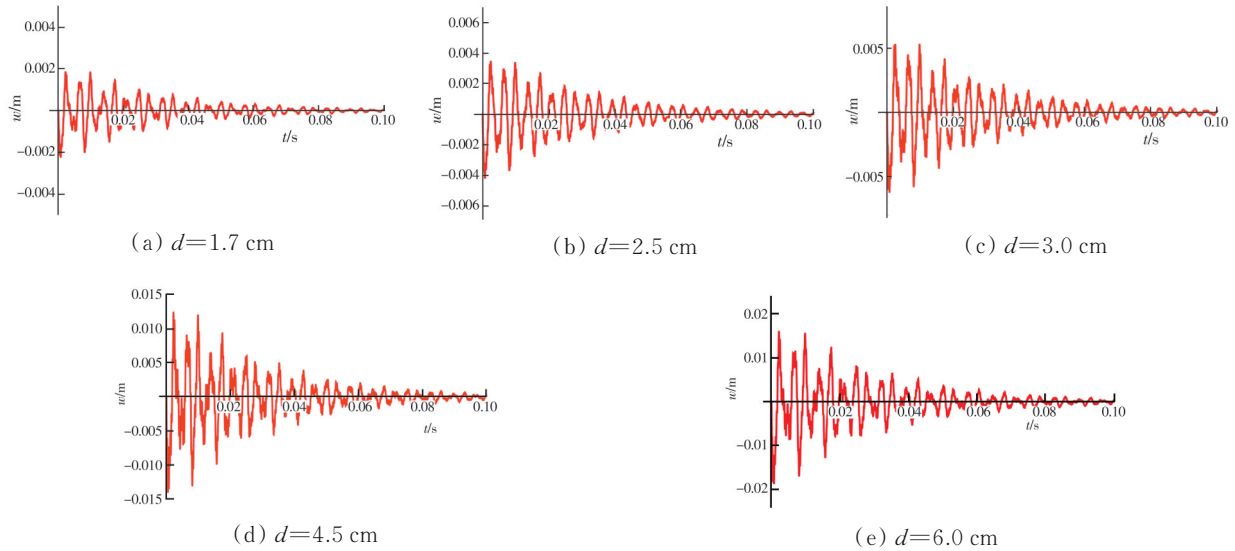 0.004
0.002
w/m
0.02 0.04 0.06 0.08 0.10
t/s
−0.002
−0.004
(a) d=1.7 cm
0.006
0.004
0.002
w/m
0.02 0.04 0.06 0.08 0.10
t/s
−0.002
−0.004
−0.006
(b) d=2.5 cm
0.005
w/m
0.02 0.04 0.06 0.08 0.10
t/s
−0.005
(c) d=3.0 cm
0.015
0.010
0.005
w/m
0.02 0.04 0.06 0.08 0.10
t/s
−0.005
−0.010
−0.015
(d) d=4.5 cm
0.02
0.01
w/m
0.02 0.04 0.06 0.08 0.10
t/s
−0.01
−0.02
(e) d=6.0 cm